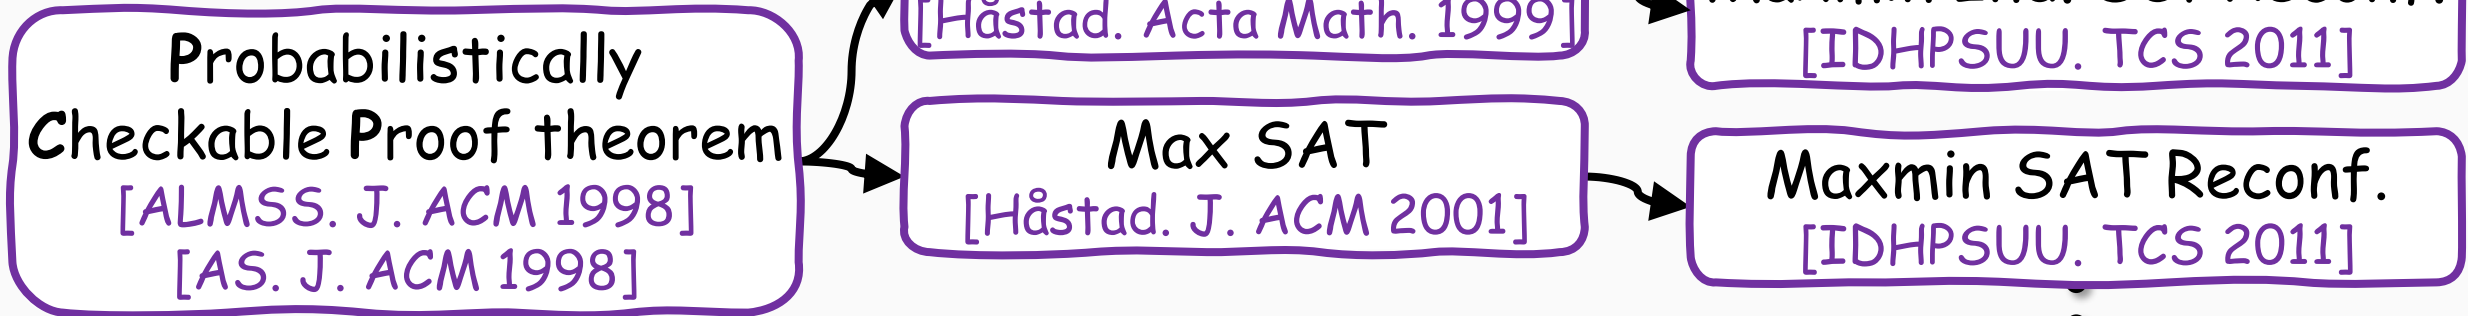 Probabilistically
Checkable Proof theorem
[ALMSS. J. ACM 1998]
[AS. J. ACM 1998]
[Håstad. Acta Math. 1999]
Max SAT
[Håstad. J. ACM 2001]
[IDHPSUU. TCS 2011]
Maxmin SAT Reconf.
[IDHPSUU. TCS 2011]